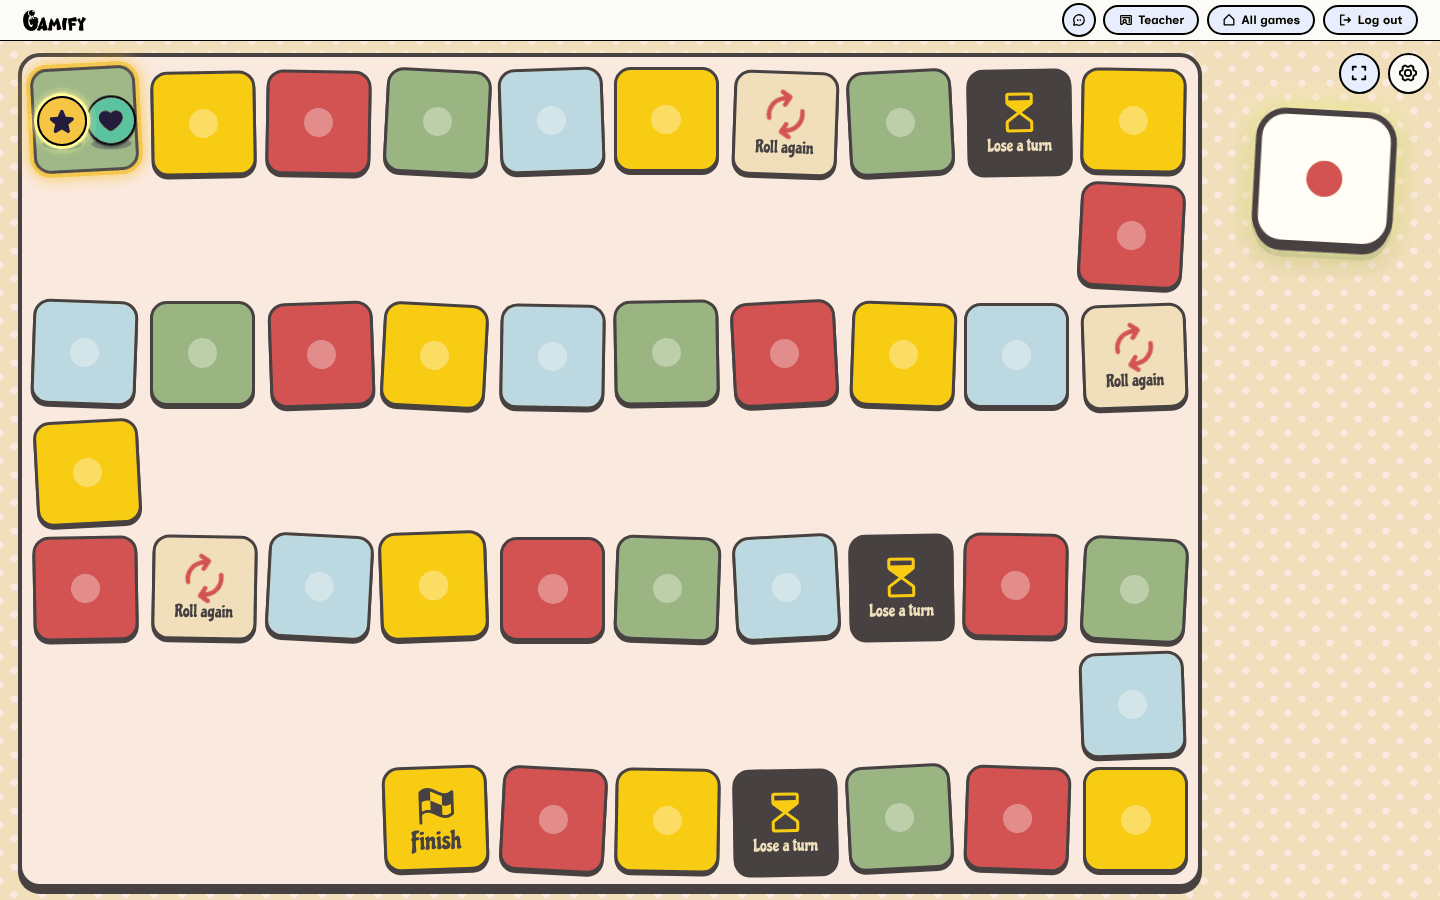 GAMIFY
Teacher
All games
Log out
Roll again
Lose a turn
Roll again
Roll again
Lose a turn
Finish
Lose a turn